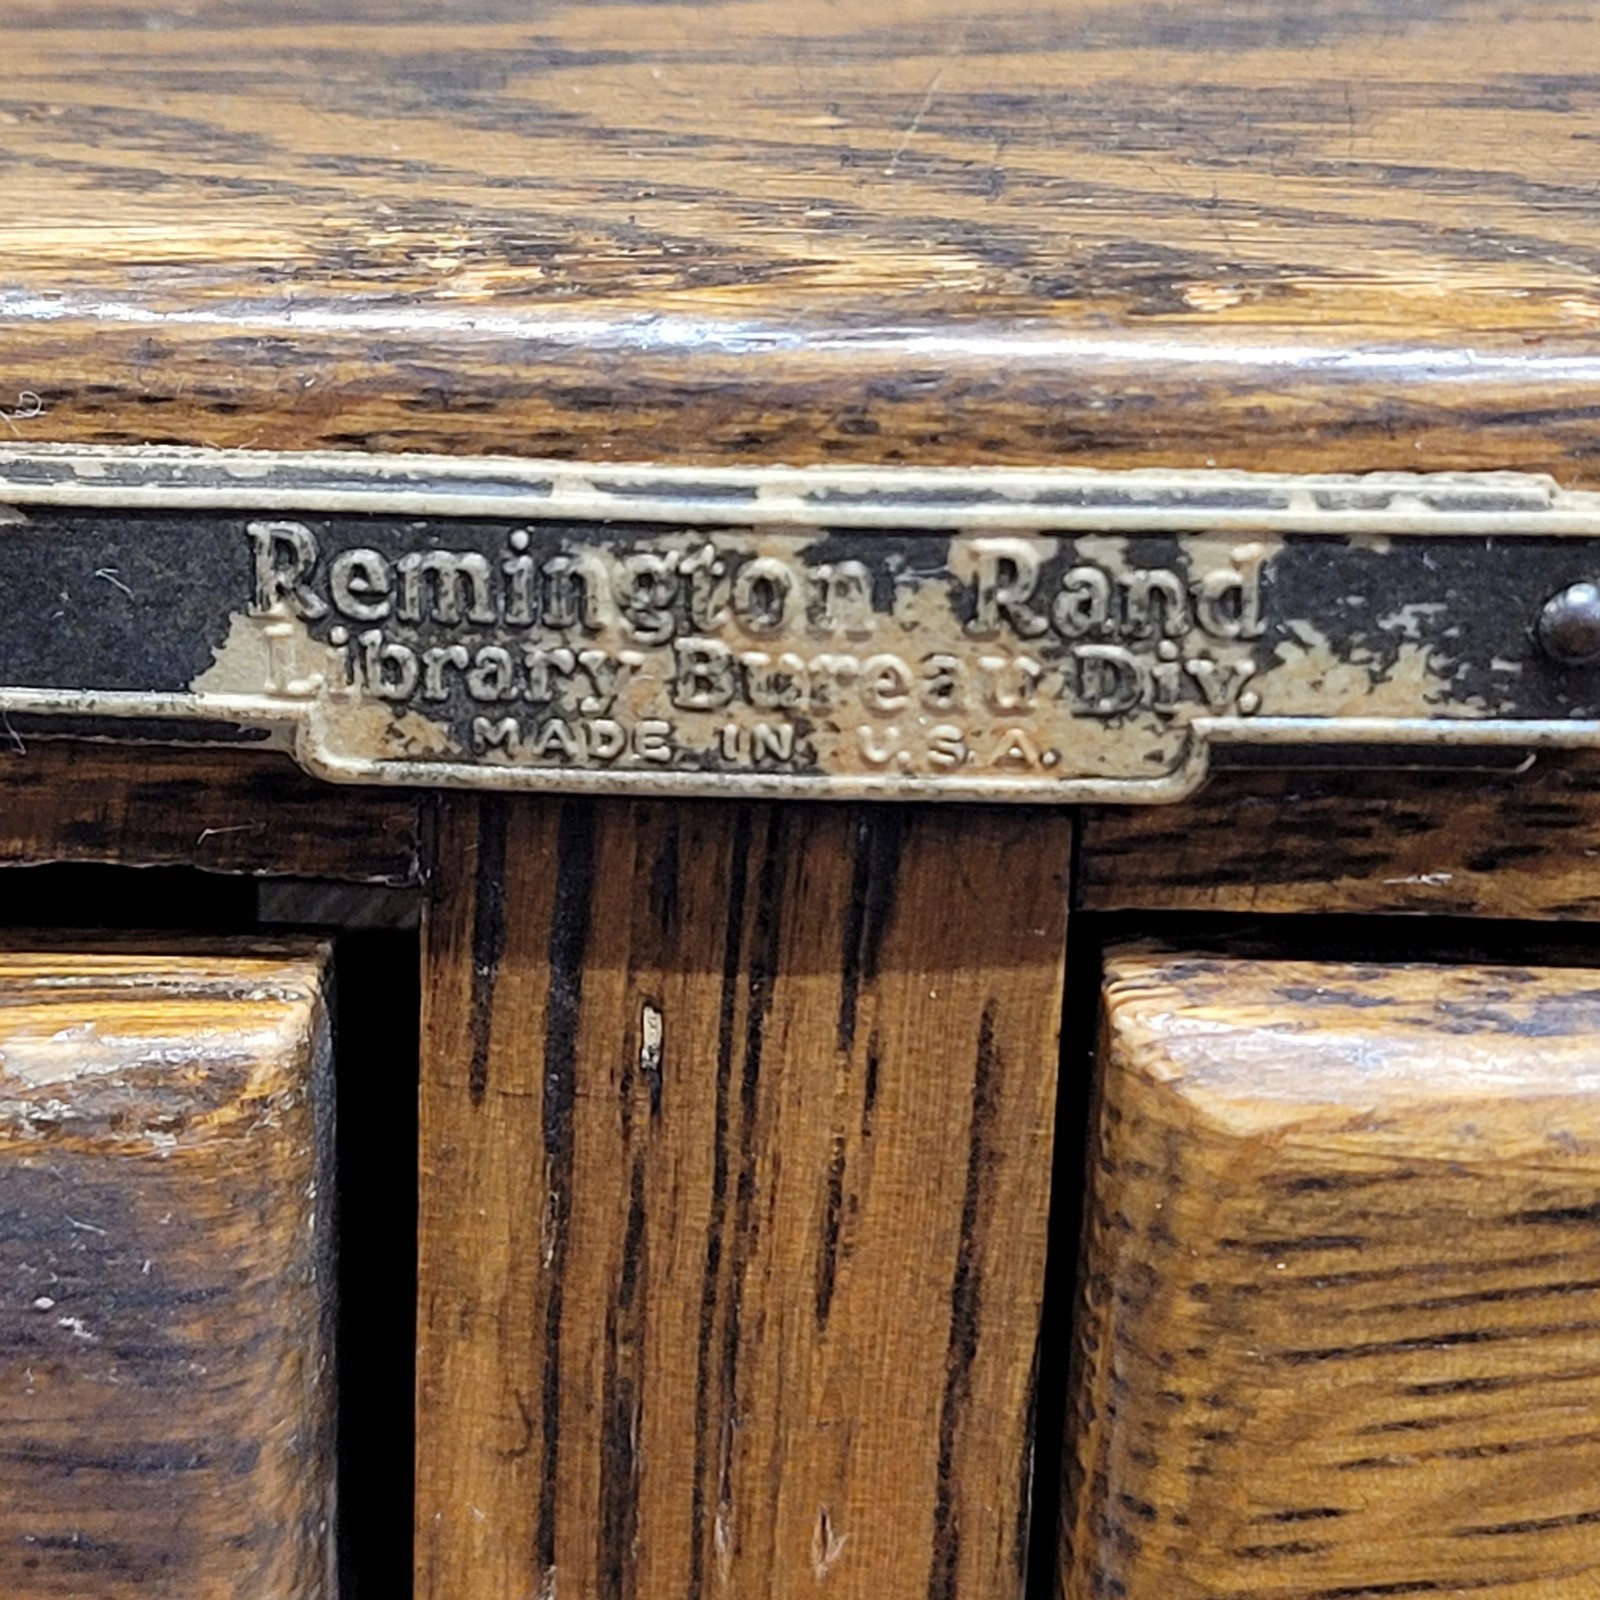 Remington Rand
Library Bureau Div.
MADE IN U.S.A.